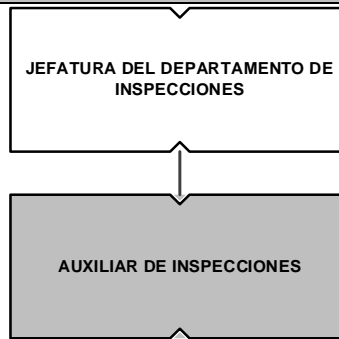 JEFATURA DEL DEPARTAMENTO DE
INSPECCIONES
AUXILIAR DE INSPECCIONES